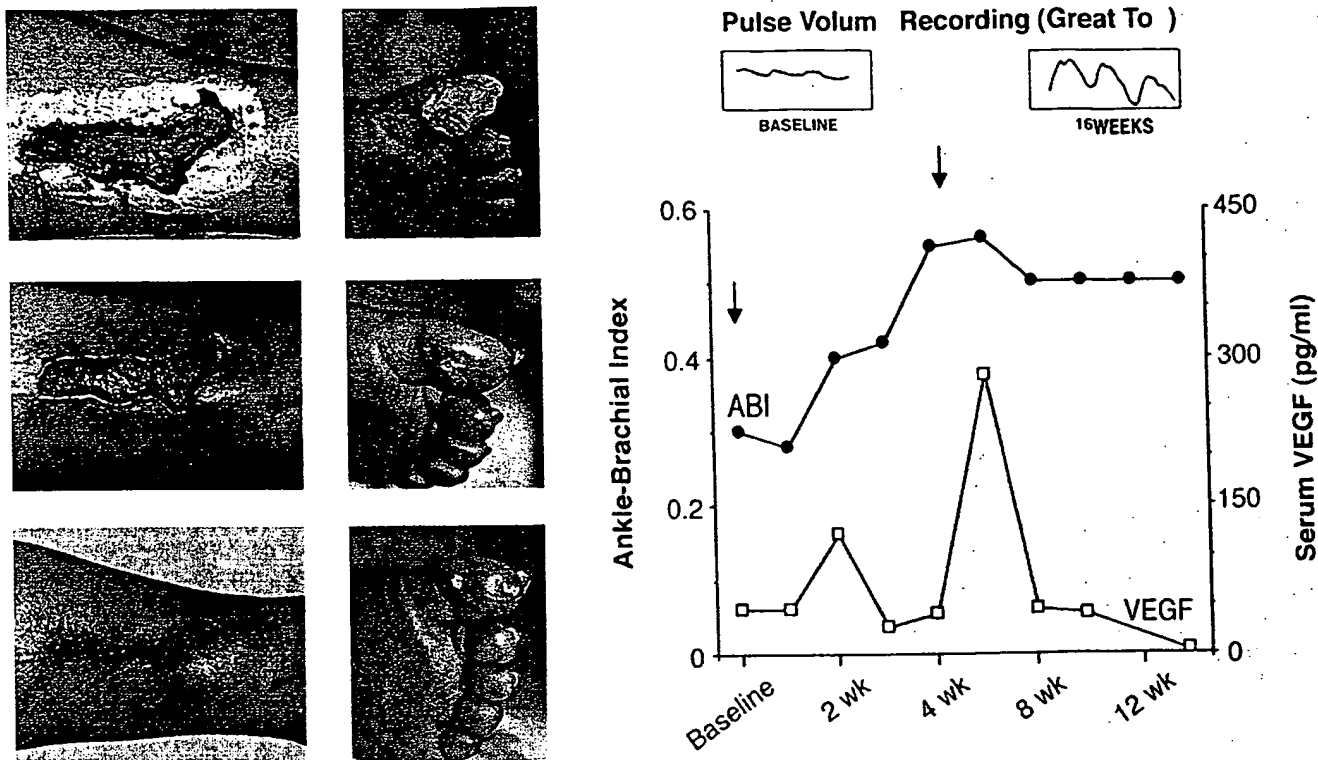 Pulse Volum Recording (Great To )
BASELINE
16WEEKS
0.6
0.4
0.2
0
Ankle-Brachial Index
ABI
VEGF
450
300
150
0
Serum VEGF (pg/ml)
Baseline
2 wk
4 wk
8 wk
12 wk